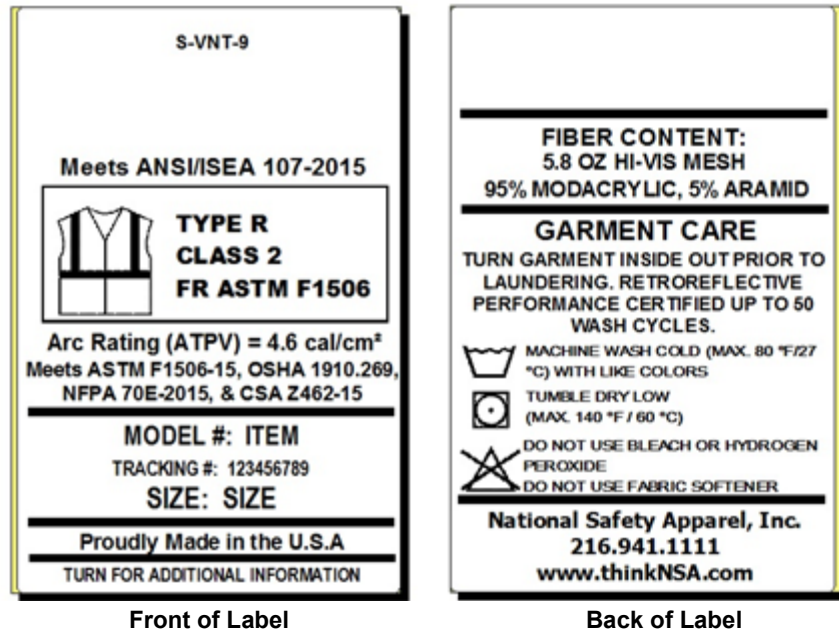 S-VNT-9
Meets ANSI/ISEA 107-2015
TYPE R
CLASS 2
FR ASTM F1506
Arc Rating (ATPV) = 4.6 cal/cm²
Meets ASTM F1506-15, OSHA 1910.269,
NFPA 70E-2015, & CSA Z462-15
MODEL #: ITEM
TRACKING #: 123456789
SIZE: SIZE
Proudly Made in the U.S.A
TURN FOR ADDITIONAL INFORMATION
Front of Label
FIBER CONTENT:
5.8 OZ HI-VIS MESH
95% MODACRYLIC, 5% ARAMID
GARMENT CARE
TURN GARMENT INSIDE OUT PRIOR TO
LAUNDERING. RETROREFLECTIVE
PERFORMANCE CERTIFIED UP TO 50
WASH CYCLES.
MACHINE WASH COLD (MAX. 80 °F/27
°C) WITH LIKE COLORS
TUMBLE DRY LOW
(MAX. 140 °F / 60 °C)
DO NOT USE BLEACH OR HYDROGEN
PEROXIDE
DO NOT USE FABRIC SOFTENER
National Safety Apparel, Inc.
216.941.1111
www.thinkNSA.com
Back of Label